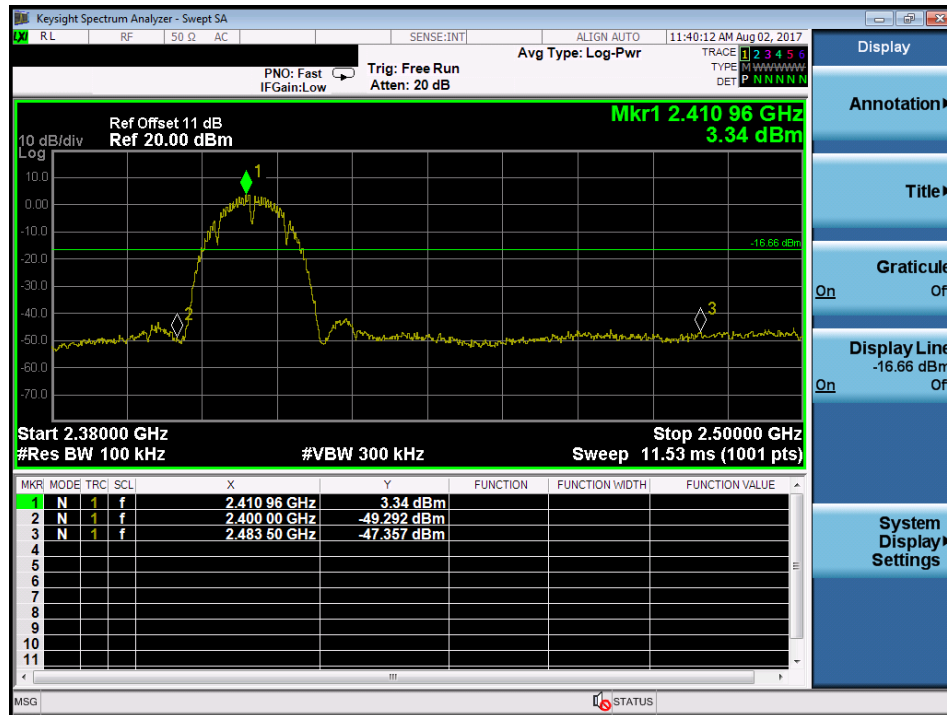 Keysight Spectrum Analyzer - Swept SA
LXI RL RF 50 Ω AC SENSE:INT ALIGN AUTO 11:40:12 AM Aug 02, 2017
Display
Avg Type: Log-Pwr TRACE 1 2 3 4 5 6
PNO: Fast Trig: Free Run TYPE M WWWWW
IFGain:Low Atten: 20 dB DET P N N N N N
Annotation
Mkr1 2.410 96 GHz
Ref Offset 11 dB
10 dB/div Ref 20.00 dBm 3.34 dBm
Log
10.0
1
Title
0.00
-10.0
-16.66 dBm
-20.0
Graticule
-30.0
On Of
-40.0
2 3
-50.0
Display Line
-60.0
-16.66 dBm
-70.0
On Of
Start 2.38000 GHz Stop 2.50000 GHz
#Res BW 100 kHz #VBW 300 kHz Sweep 11.53 ms (1001 pts)
MKR MODE TRC SCL X Y FUNCTION FUNCTION WIDTH FUNCTION VALUE
1 N 1 f 2.410 96 GHz 3.34 dBm
2 N 1 f 2.400 00 GHz -49.292 dBm
3 N 1 f 2.483 50 GHz -47.357 dBm
4
5
6
7
8
9
10
11
System
Display
Settings
MSG STATUS